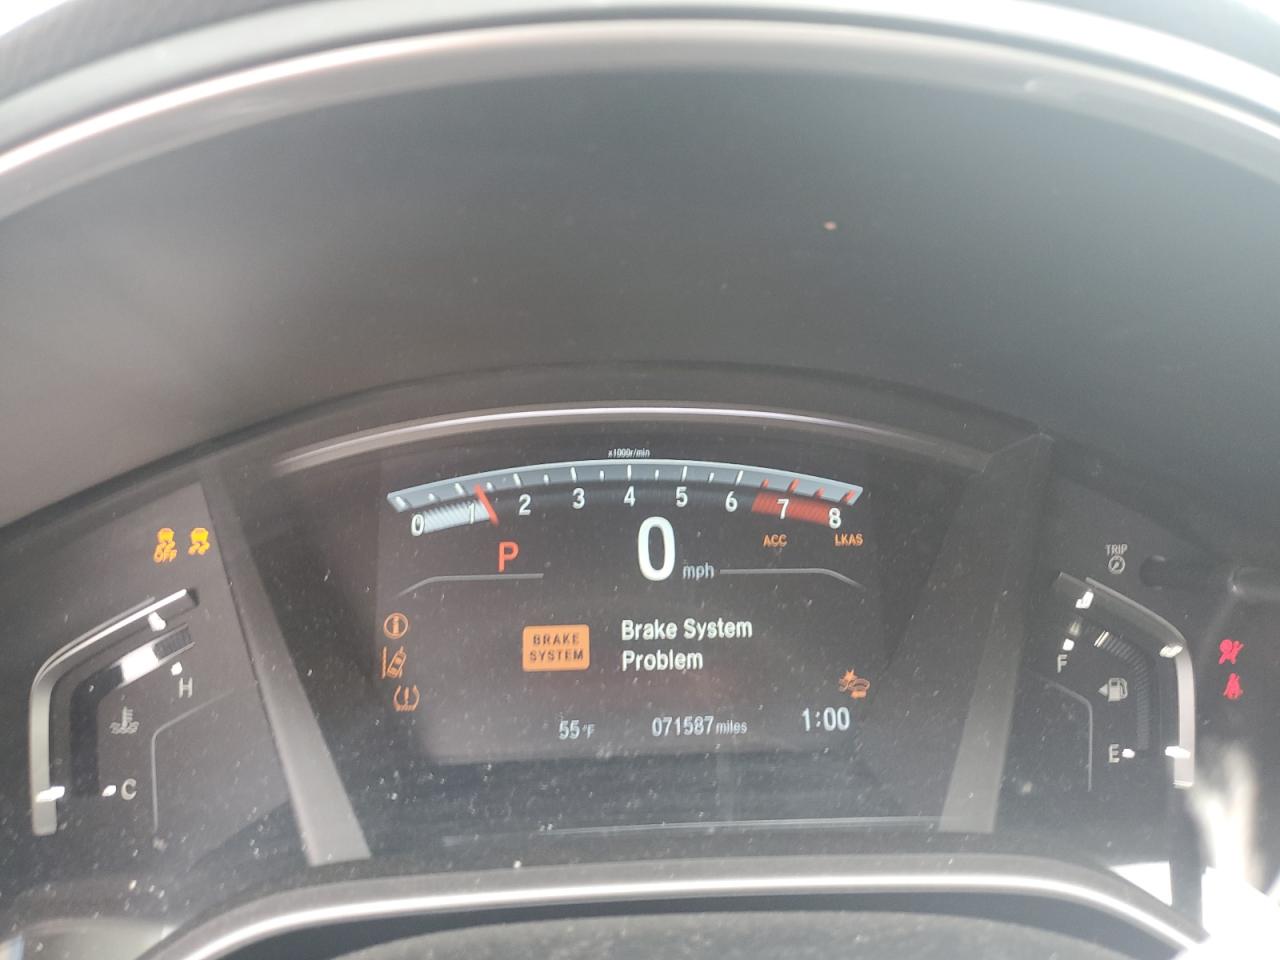 x1000r/min
0 1 2 3 4 5 6 7 8
P 0 mph ACC LKAS
OFF
TRIP
BRAKE
SYSTEM
Brake System
Problem
H
F
C
E
55°F 071587 miles 1:00